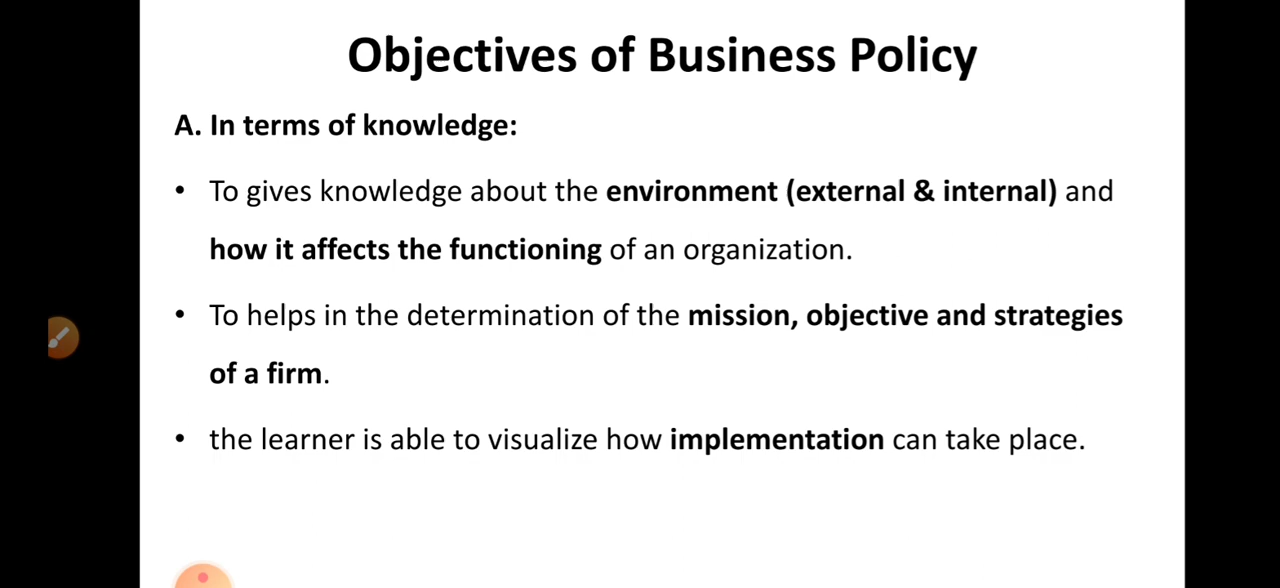 Objectives of Business Policy
A. In terms of knowledge:
• To gives knowledge about the environment (external & internal) and
how it affects the functioning of an organization.
• To helps in the determination of the mission, objective and strategies
of a firm.
• the learner is able to visualize how implementation can take place.